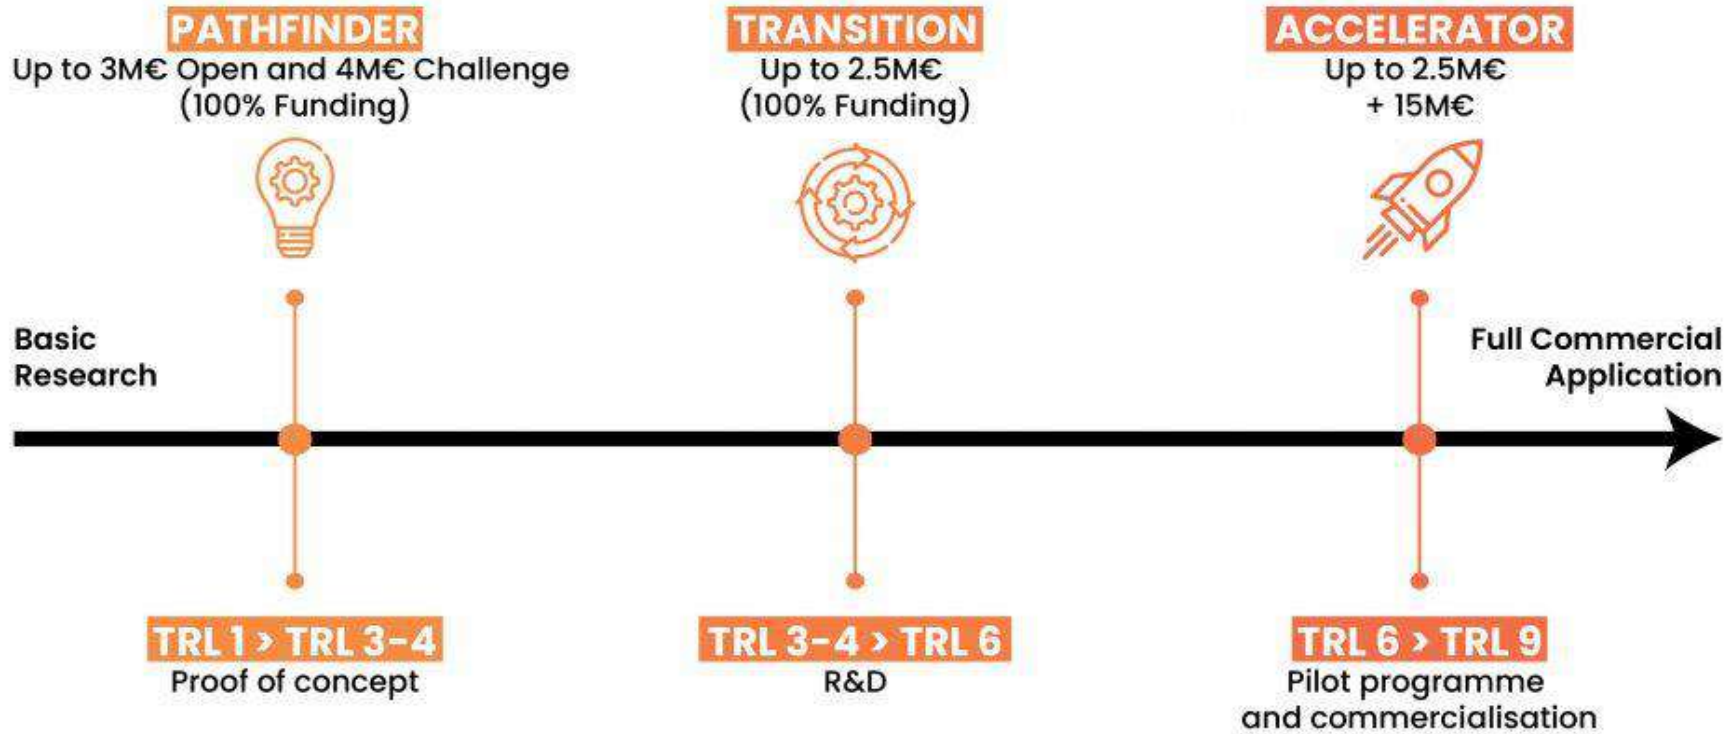 PATHFINDER
Up to 3M€ Open and 4M€ Challenge
(100% Funding)
TRANSITION
Up to 2.5M€
(100% Funding)
ACCELERATOR
Up to 2.5M€
+ 15M€
Basic
Research
Full Commercial
Application
TRL 1 > TRL 3-4
Proof of concept
TRL 3-4 > TRL 6
R&D
TRL 6 > TRL 9
Pilot programme
and commercialisation